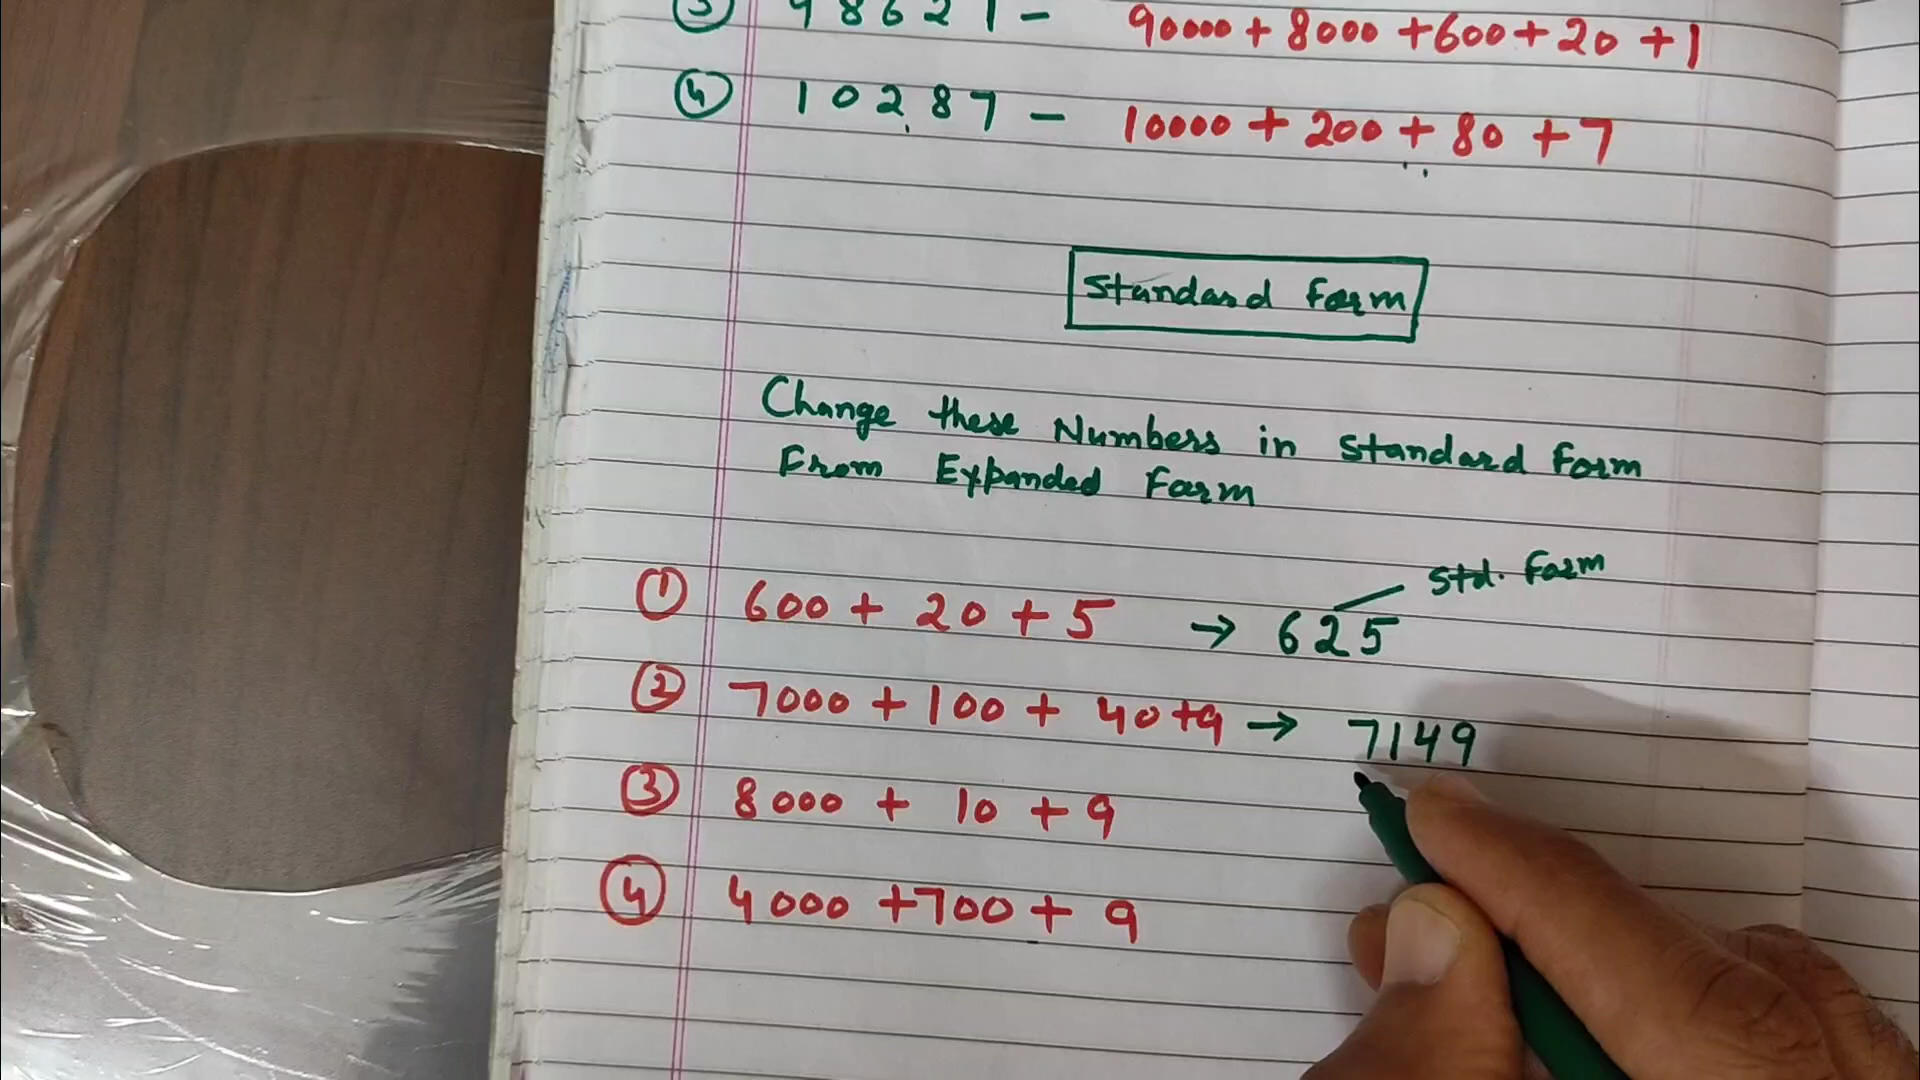 ③ 98621 - 90000 + 8000 + 600 + 20 + 1
④ 10287 - 10000 + 200 + 80 + 7
Standard Form
Change these Numbers in Standard Form
From Expanded Form
Std. Form
① 600 + 20 + 5 → 625
② 7000 + 100 + 40 + 9 → 7149
③ 8000 + 10 + 9
④ 4000 + 700 + 9